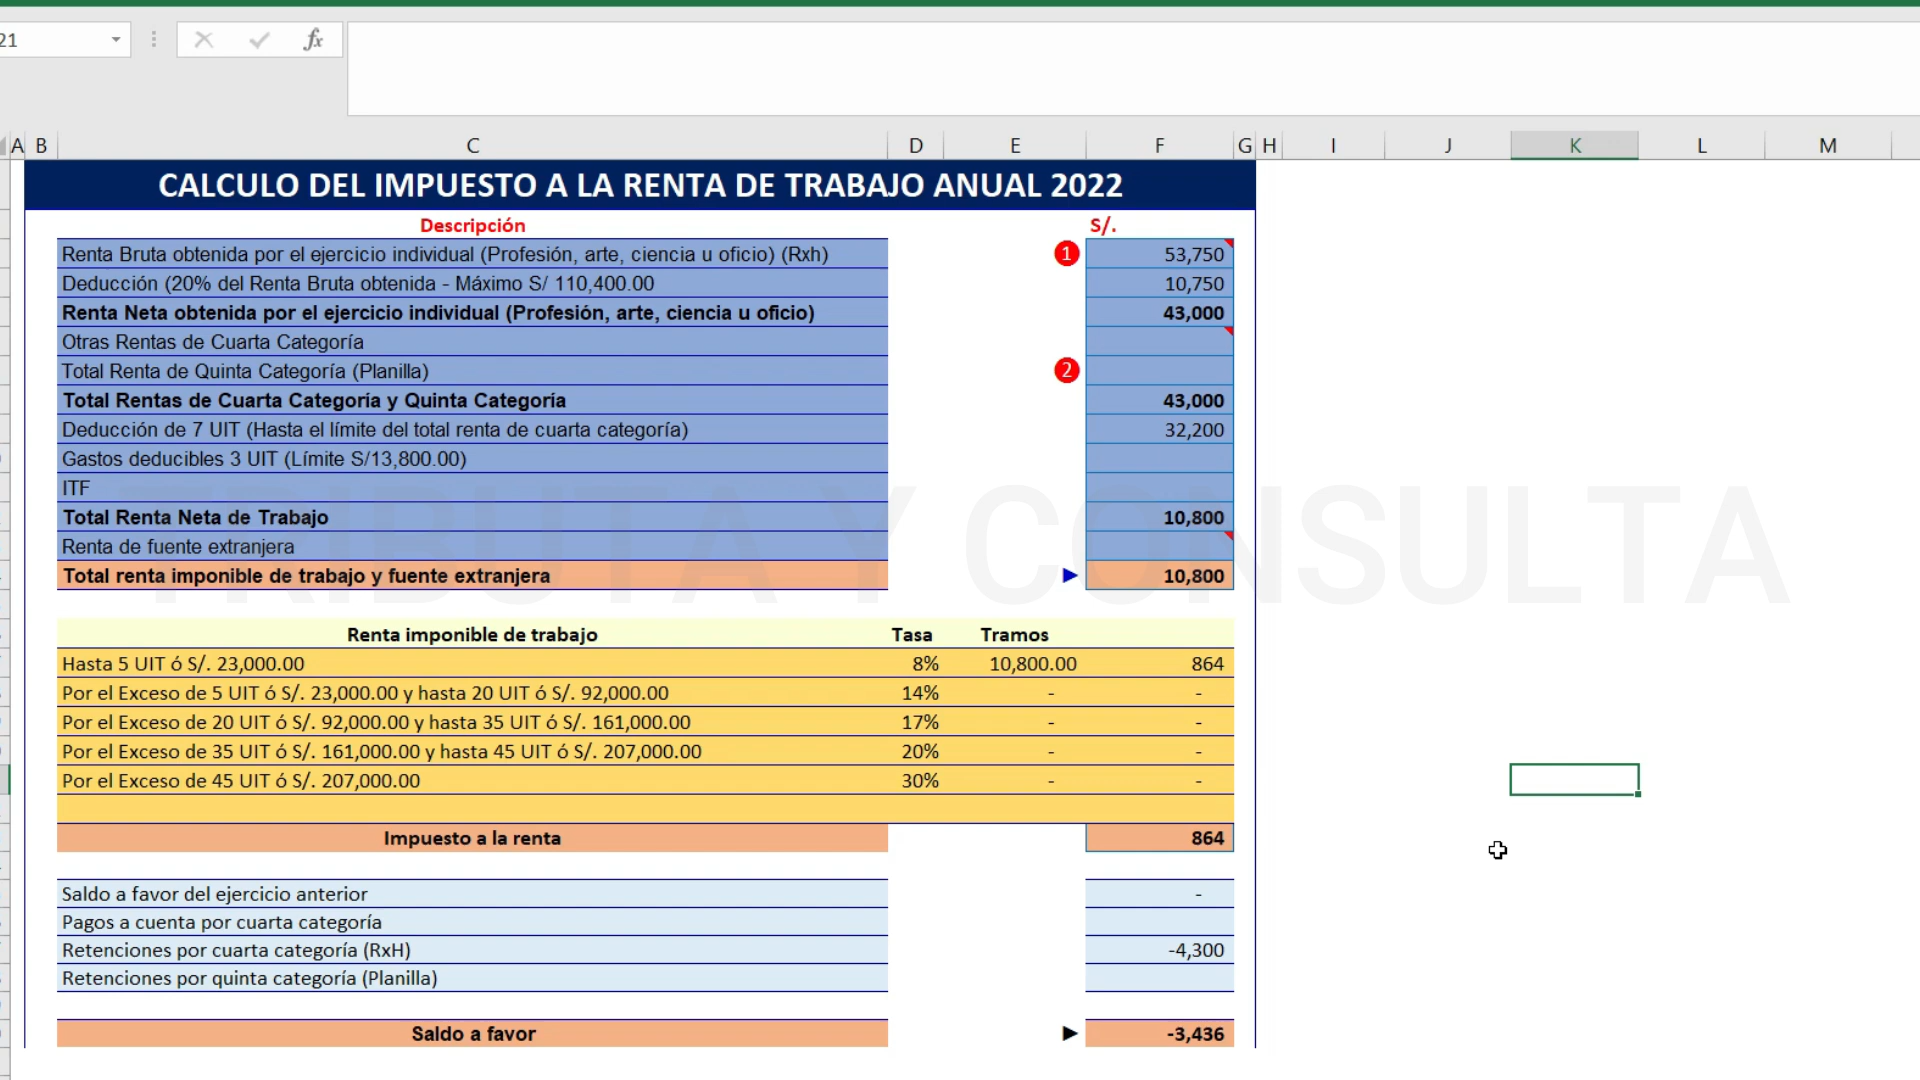 21 fx
A B C D E F G H I J K L M
CALCULO DEL IMPUESTO A LA RENTA DE TRABAJO ANUAL 2022
Descripción S/.
Renta Bruta obtenida por el ejercicio individual (Profesión, arte, ciencia u oficio) (Rxh) 1 53,750
Deducción (20% del Renta Bruta obtenida - Máximo S/ 110,400.00 10,750
Renta Neta obtenida por el ejercicio individual (Profesión, arte, ciencia u oficio) 43,000
Otras Rentas de Cuarta Categoría
Total Renta de Quinta Categoría (Planilla) 2
Total Rentas de Cuarta Categoría y Quinta Categoría 43,000
Deducción de 7 UIT (Hasta el límite del total renta de cuarta categoría) 32,200
Gastos deducibles 3 UIT (Límite S/13,800.00)
ITF
Total Renta Neta de Trabajo 10,800
TRIBUTA Y CONSULTA
Renta de fuente extranjera
Total renta imponible de trabajo y fuente extranjera 10,800
Renta imponible de trabajo Tasa Tramos
Hasta 5 UIT ó S/. 23,000.00 8% 10,800.00 864
Por el Exceso de 5 UIT ó S/. 23,000.00 y hasta 20 UIT ó S/. 92,000.00 14% - -
Por el Exceso de 20 UIT ó S/. 92,000.00 y hasta 35 UIT ó S/. 161,000.00 17% - -
Por el Exceso de 35 UIT ó S/. 161,000.00 y hasta 45 UIT ó S/. 207,000.00 20% - -
Por el Exceso de 45 UIT ó S/. 207,000.00 30% - -
Impuesto a la renta 864
Saldo a favor del ejercicio anterior -
Pagos a cuenta por cuarta categoría
Retenciones por cuarta categoría (RxH) -4,300
Retenciones por quinta categoría (Planilla)
Saldo a favor -3,436